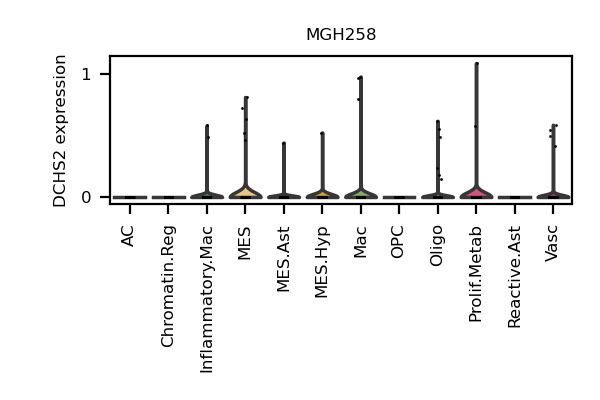 MGH258
DCHS2 expression
1
0
AC
Chromatin.Reg
Inflammatory.Mac
MES
MES.Ast
MES.Hyp
Mac
OPC
Oligo
Prolif.Metab
Reactive.Ast
Vasc